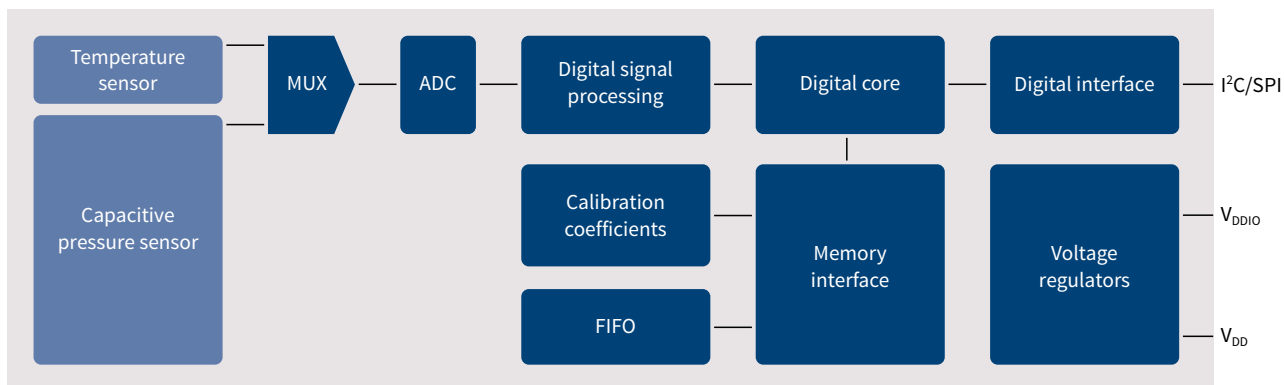 Temperature
sensor
MUX
ADC
Digital signal
processing
Digital core
Digital interface
I²C/SPI
Capacitive
pressure sensor
Calibration
coefficients
Memory
interface
Voltage
regulators
V_DDIO
FIFO
V_DD